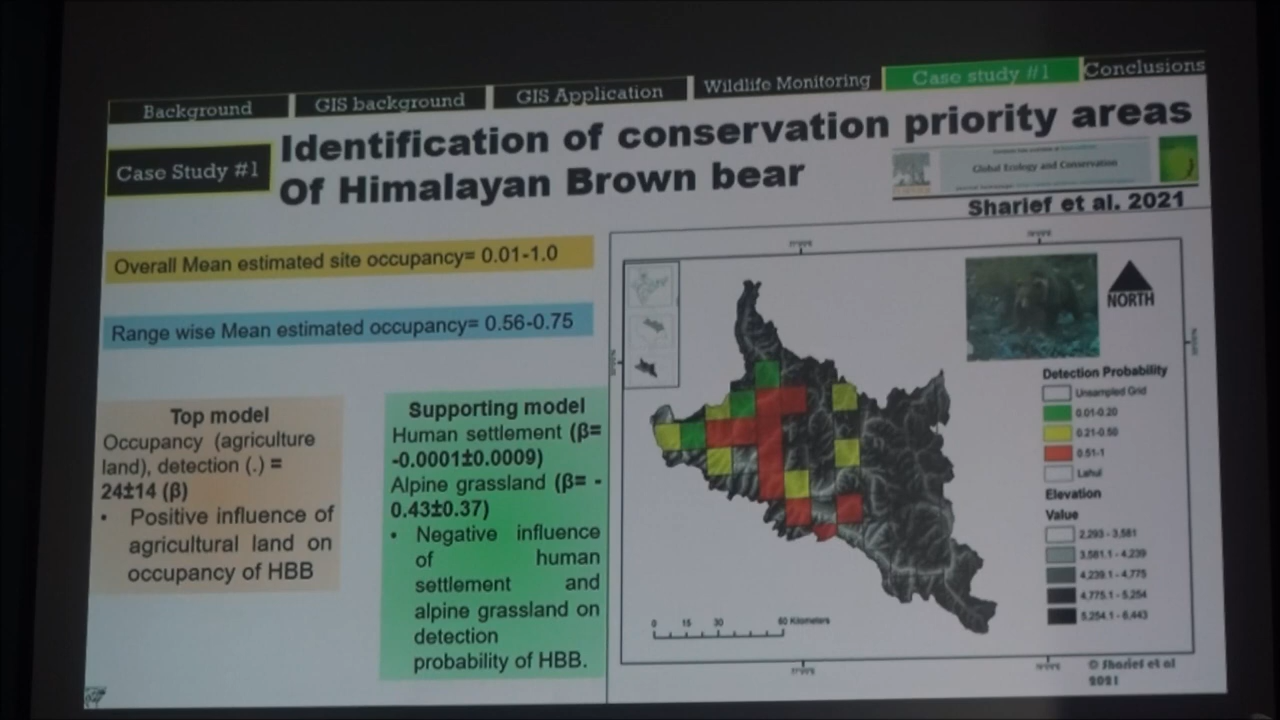 Background
GIS background
GIS Application
Wildlife Monitoring
Case study #1
Conclusions
Case Study #1
Identification of conservation priority areas
Of Himalayan Brown bear
Global Ecology and Conservation
Sharief et al. 2021
Overall Mean estimated site occupancy= 0.01-1.0
Range wise Mean estimated occupancy= 0.56-0.75
Top model
Occupancy (agriculture
land), detection (.) =
24±14 (β)
• Positive influence of
agricultural land on
occupancy of HBB
Supporting model
Human settlement (β=
-0.0001±0.0009)
Alpine grassland (β= -
0.43±0.37)
• Negative influence
of human
settlement and
alpine grassland on
detection
probability of HBB.
NORTH
Detection Probability
Unsampled Grid
0.01-0.20
0.21-0.50
0.51-1
Lahul
Elevation
Value
2,293 - 3,581
3,581.1 - 4,239
4,239.1 - 4,775
4,775.1 - 5,254
5,254.1 - 6,443
0 15 30 60 Kilometers
© Sharief et al
2021